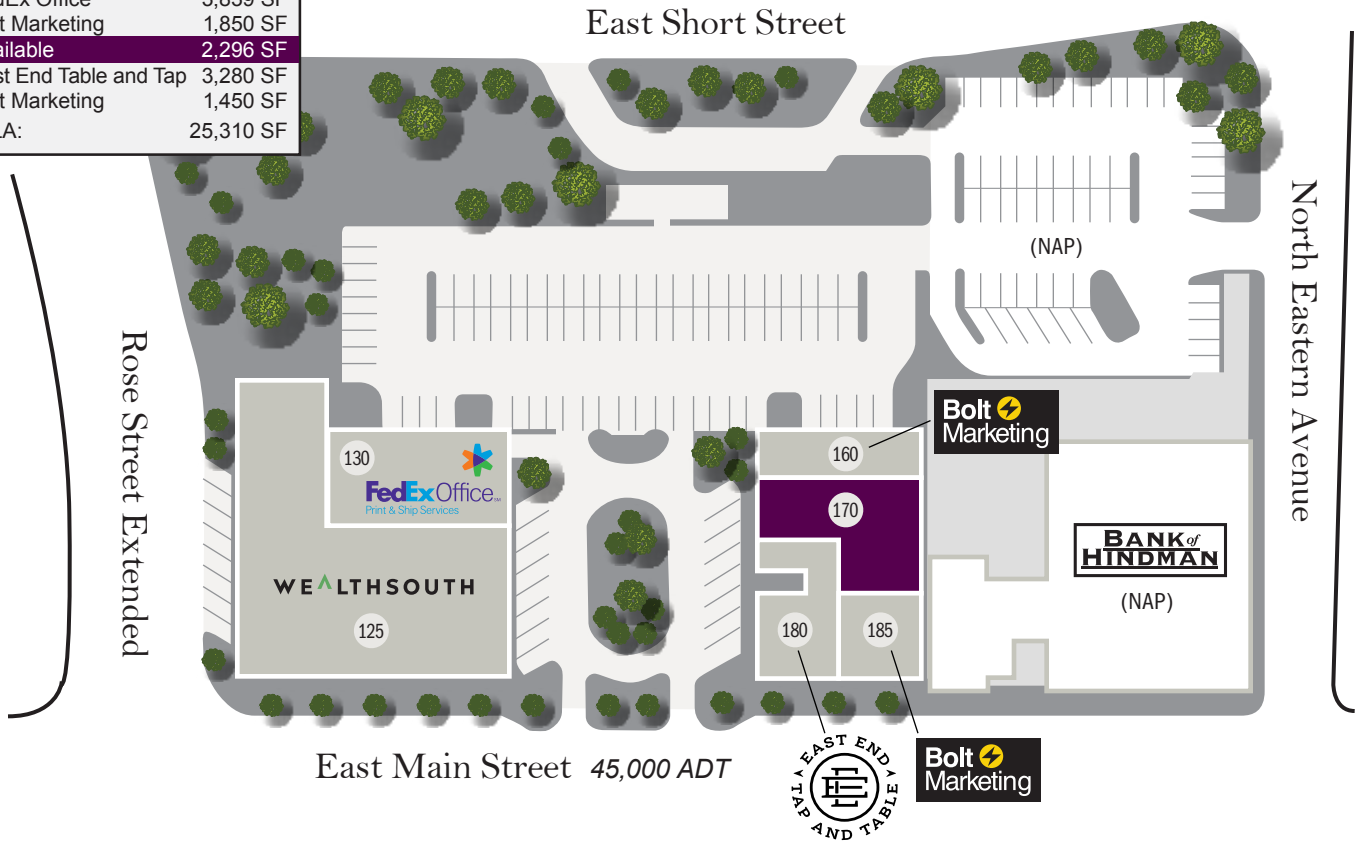 Office
Marketing 1,850 SF
2,296 SF
End Table and Tap 3,280 SF
Marketing 1,450 SF
25,310 SF
East Short Street
North Eastern Avenue
Rose Street Extended
(NAP)
Bolt
Marketing
130
160
FedEx Office SM
Print & Ship Services
170
BANK of
HINDMAN
(NAP)
WEALTHSOUTH
125
180
185
East Main Street 45,000 ADT
EAST END
TAP AND TABLE
Bolt
Marketing